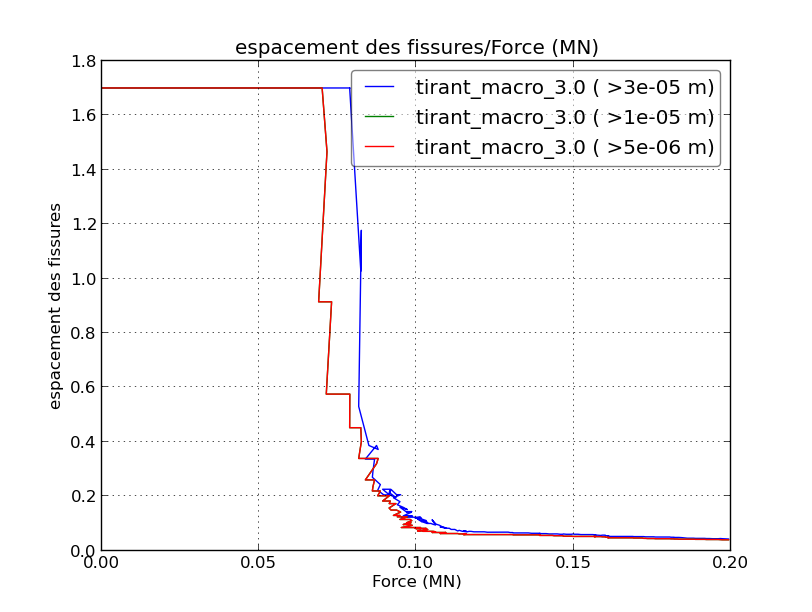 espacement des fissures/Force (MN)
tirant_macro_3.0 ( >3e-05 m)
tirant_macro_3.0 ( >1e-05 m)
tirant_macro_3.0 ( >5e-06 m)
espacement des fissures
1.8
1.6
1.4
1.2
1.0
0.8
0.6
0.4
0.2
0.0
0.00 0.05 0.10 0.15 0.20
Force (MN)